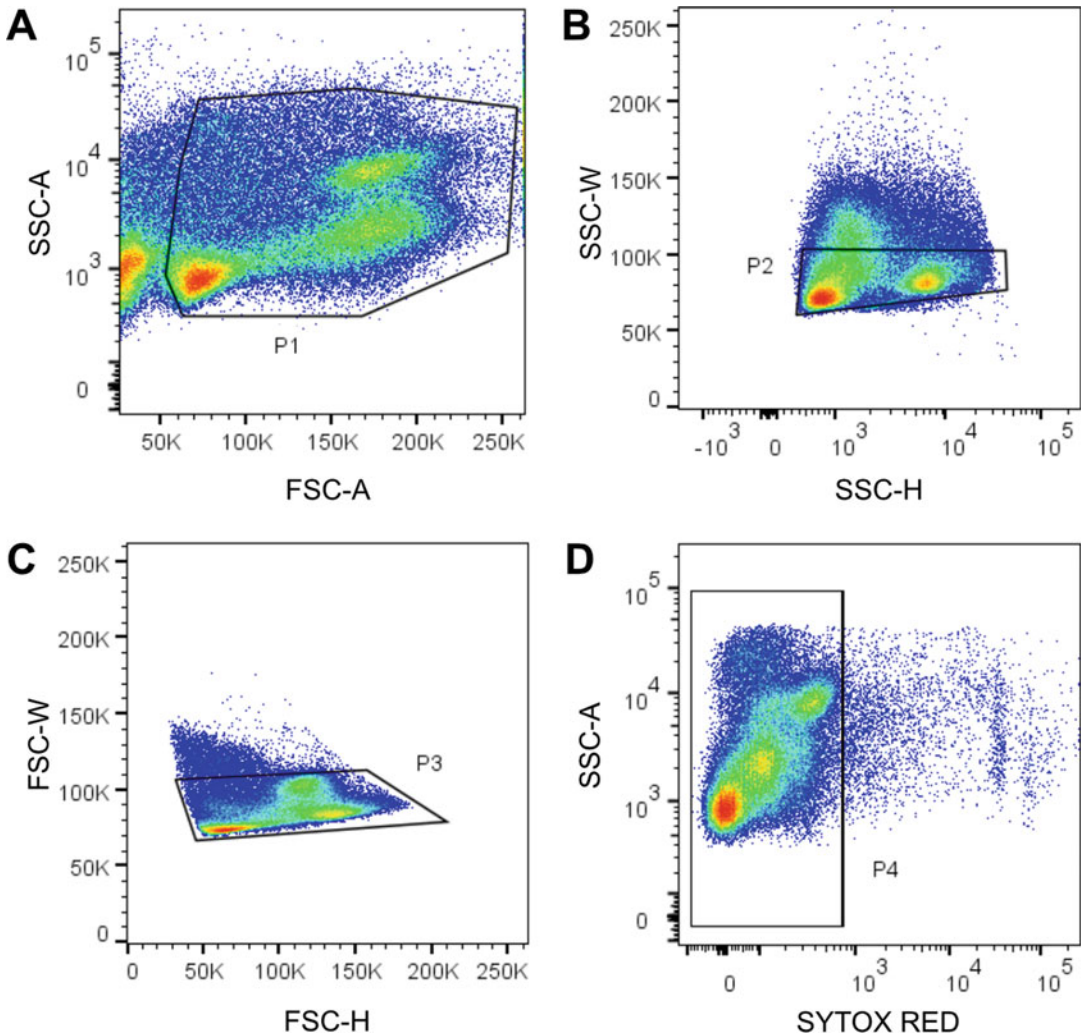 A
SSC-A
10^5
10^4
10^3
0
P1
50K 100K 150K 200K 250K
FSC-A
B
SSC-W
250K
200K
150K
100K
50K
0
P2
-10^3 0 10^3 10^4 10^5
SSC-H
C
FSC-W
250K
200K
150K
100K
50K
0
P3
0 50K 100K 150K 200K 250K
FSC-H
D
SSC-A
10^5
10^4
10^3
0
P4
0 10^3 10^4 10^5
SYTOX RED